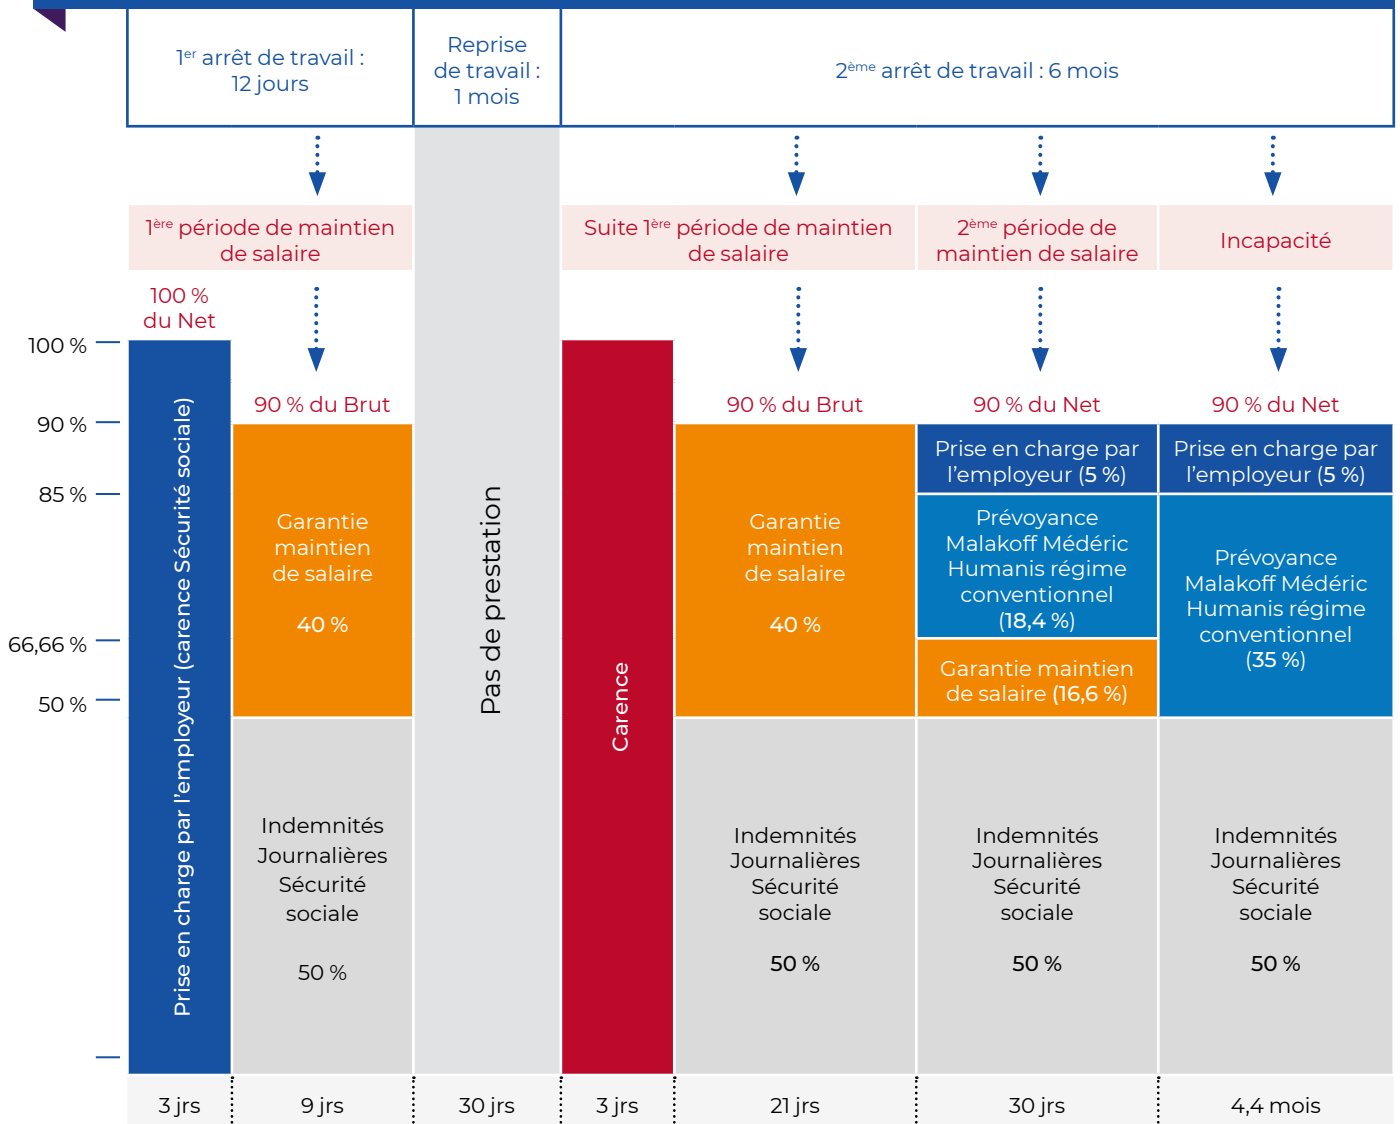 1er arrêt de travail :
12 jours
Reprise
de travail :
1 mois
2ème arrêt de travail : 6 mois
1ère période de maintien
de salaire
Suite 1ère période de maintien
de salaire
2ème période de
maintien de salaire
Incapacité
100 %
du Net
90 % du Brut
90 % du Brut
90 % du Net
90 % du Net
100 %
90 %
85 %
66,66 %
50 %
Prise en charge par l'employeur (carence Sécurité sociale)
Garantie
maintien
de salaire
40 %
Indemnités
Journalières
Sécurité
sociale
50 %
Pas de prestation
Carence
Garantie
maintien
de salaire
40 %
Indemnités
Journalières
Sécurité
sociale
50 %
Prise en charge par
l'employeur (5 %)
Prévoyance
Malakoff Médéric
Humanis régime
conventionnel
(18,4 %)
Garantie maintien
de salaire (16,6 %)
Indemnités
Journalières
Sécurité
sociale
50 %
Prise en charge par
l'employeur (5 %)
Prévoyance
Malakoff Médéric
Humanis régime
conventionnel
(35 %)
Indemnités
Journalières
Sécurité
sociale
50 %
3 jrs
9 jrs
30 jrs
3 jrs
21 jrs
30 jrs
4,4 mois